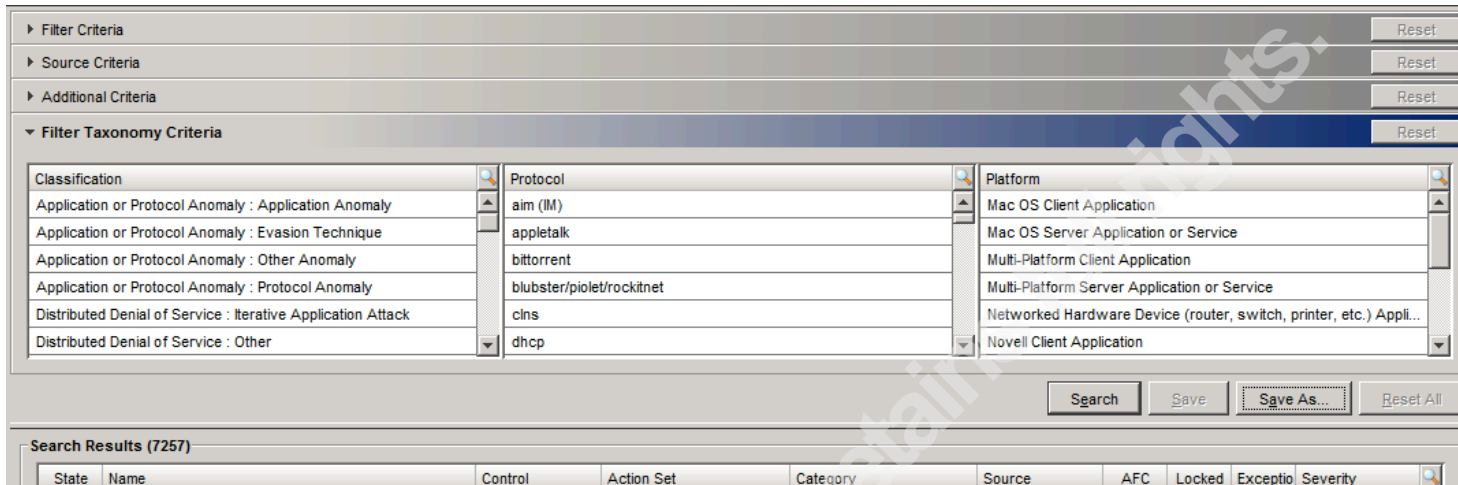 Filter Criteria Reset
Source Criteria Reset
Additional Criteria Reset
Filter Taxonomy Criteria Reset
Classification Protocol Platform
Application or Protocol Anomaly : Application Anomaly aim (IM) Mac OS Client Application
Application or Protocol Anomaly : Evasion Technique appletalk Mac OS Server Application or Service
Application or Protocol Anomaly : Other Anomaly bittorrent Multi-Platform Client Application
Application or Protocol Anomaly : Protocol Anomaly blubster/piolet/rockitnet Multi-Platform Server Application or Service
Distributed Denial of Service : Iterative Application Attack clns Networked Hardware Device (router, switch, printer, etc.) Appli...
Distributed Denial of Service : Other dhcp Novell Client Application
Search Save Save As... Reset All
Search Results (7257)
State Name Control Action Set Category Source AFC Locked Exceptio Severity